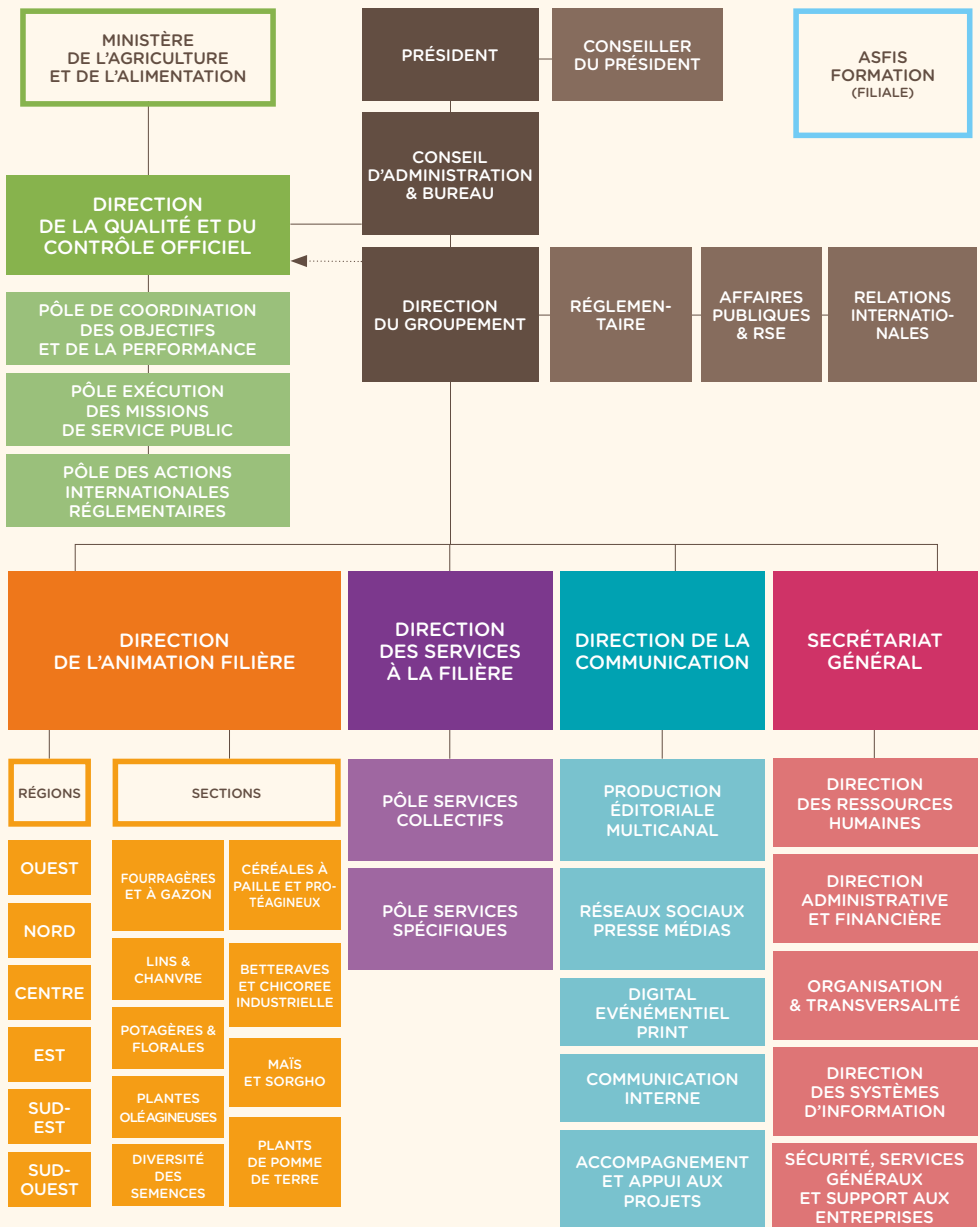 MINISTÈRE
DE L'AGRICULTURE
ET DE L'ALIMENTATION
PRÉSIDENT
CONSEILLER
DU PRÉSIDENT
ASFIS
FORMATION
(FILIALE)
CONSEIL
D'ADMINISTRATION
& BUREAU
DIRECTION
DE LA QUALITÉ ET DU
CONTRÔLE OFFICIEL
DIRECTION
DU GROUPEMENT
RÉGLEMEN-
TAIRE
AFFAIRES
PUBLIQUES
& RSE
RELATIONS
INTERNATIO-
NALES
PÔLE DE COORDINATION
DES OBJECTIFS
ET DE LA PERFORMANCE
PÔLE EXÉCUTION
DES MISSIONS
DE SERVICE PUBLIC
PÔLE DES ACTIONS
INTERNATIONALES
RÉGLEMENTAIRES
DIRECTION
DE L'ANIMATION FILIÈRE
DIRECTION
DES SERVICES
À LA FILIÈRE
DIRECTION DE LA
COMMUNICATION
SECRÉTARIAT
GÉNÉRAL
RÉGIONS
OUEST
NORD
CENTRE
EST
SUD-
EST
SUD-
OUEST
SECTIONS
FOURRAGÈRES
ET À GAZON
LINS &
CHANVRE
POTAGÈRES &
FLORALES
PLANTES
OLÉAGINEUSES
DIVERSITÉ
DES
SEMENCES
CÉRÉALES À
PAILLE ET PRO-
TÉAGINEUX
BETTERAVES
ET CHICOREE
INDUSTRIELLE
MAÏS
ET SORGHO
PLANTS
DE POMME
DE TERRE
PÔLE SERVICES
COLLECTIFS
PÔLE SERVICES
SPÉCIFIQUES
PRODUCTION
ÉDITORIALE
MULTICANAL
RÉSEAUX SOCIAUX
PRESSE MÉDIAS
DIGITAL
EVÉNÉMENTIEL
PRINT
COMMUNICATION
INTERNE
ACCOMPAGNEMENT
ET APPUI AUX
PROJETS
DIRECTION
DES RESSOURCES
HUMAINES
DIRECTION
ADMINISTRATIVE
ET FINANCIÈRE
ORGANISATION
& TRANSVERSALITÉ
DIRECTION
DES SYSTÈMES
D'INFORMATION
SÉCURITÉ, SERVICES
GÉNÉRAUX
ET SUPPORT AUX
ENTREPRISES